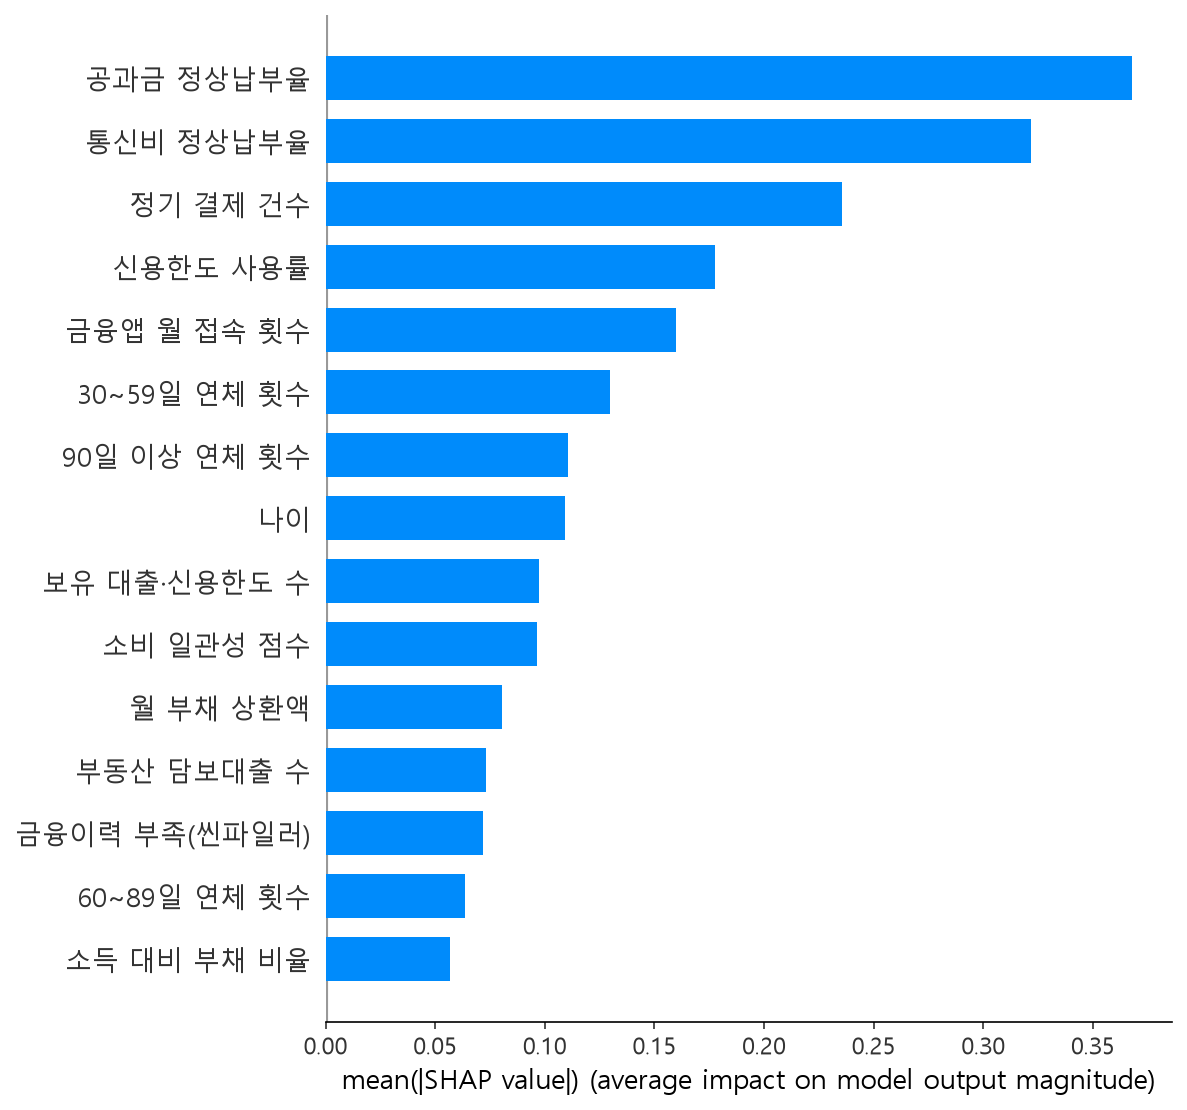 공과금 정상납부율
통신비 정상납부율
정기 결제 건수
신용한도 사용률
금융앱 월 접속 횟수
30~59일 연체 횟수
90일 이상 연체 횟수
나이
보유 대출·신용한도 수
소비 일관성 점수
월 부채 상환액
부동산 담보대출 수
금융이력 부족(씬파일러)
60~89일 연체 횟수
소득 대비 부채 비율
0.00 0.05 0.10 0.15 0.20 0.25 0.30 0.35
mean(|SHAP value|) (average impact on model output magnitude)